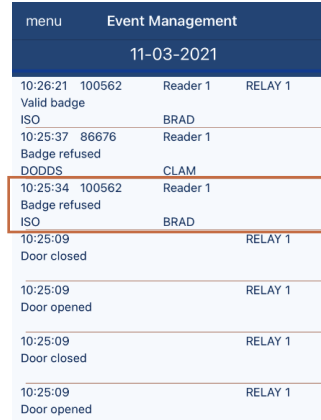 menu Event Management
11-03-2021
10:26:21 100562 Reader 1 RELAY 1
Valid badge
ISO BRAD
10:25:37 86676 Reader 1
Badge refused
DODDS CLAM
10:25:34 100562 Reader 1
Badge refused
ISO BRAD
10:25:09 RELAY 1
Door closed
10:25:09 RELAY 1
Door opened
10:25:09 RELAY 1
Door closed
10:25:09 RELAY 1
Door opened